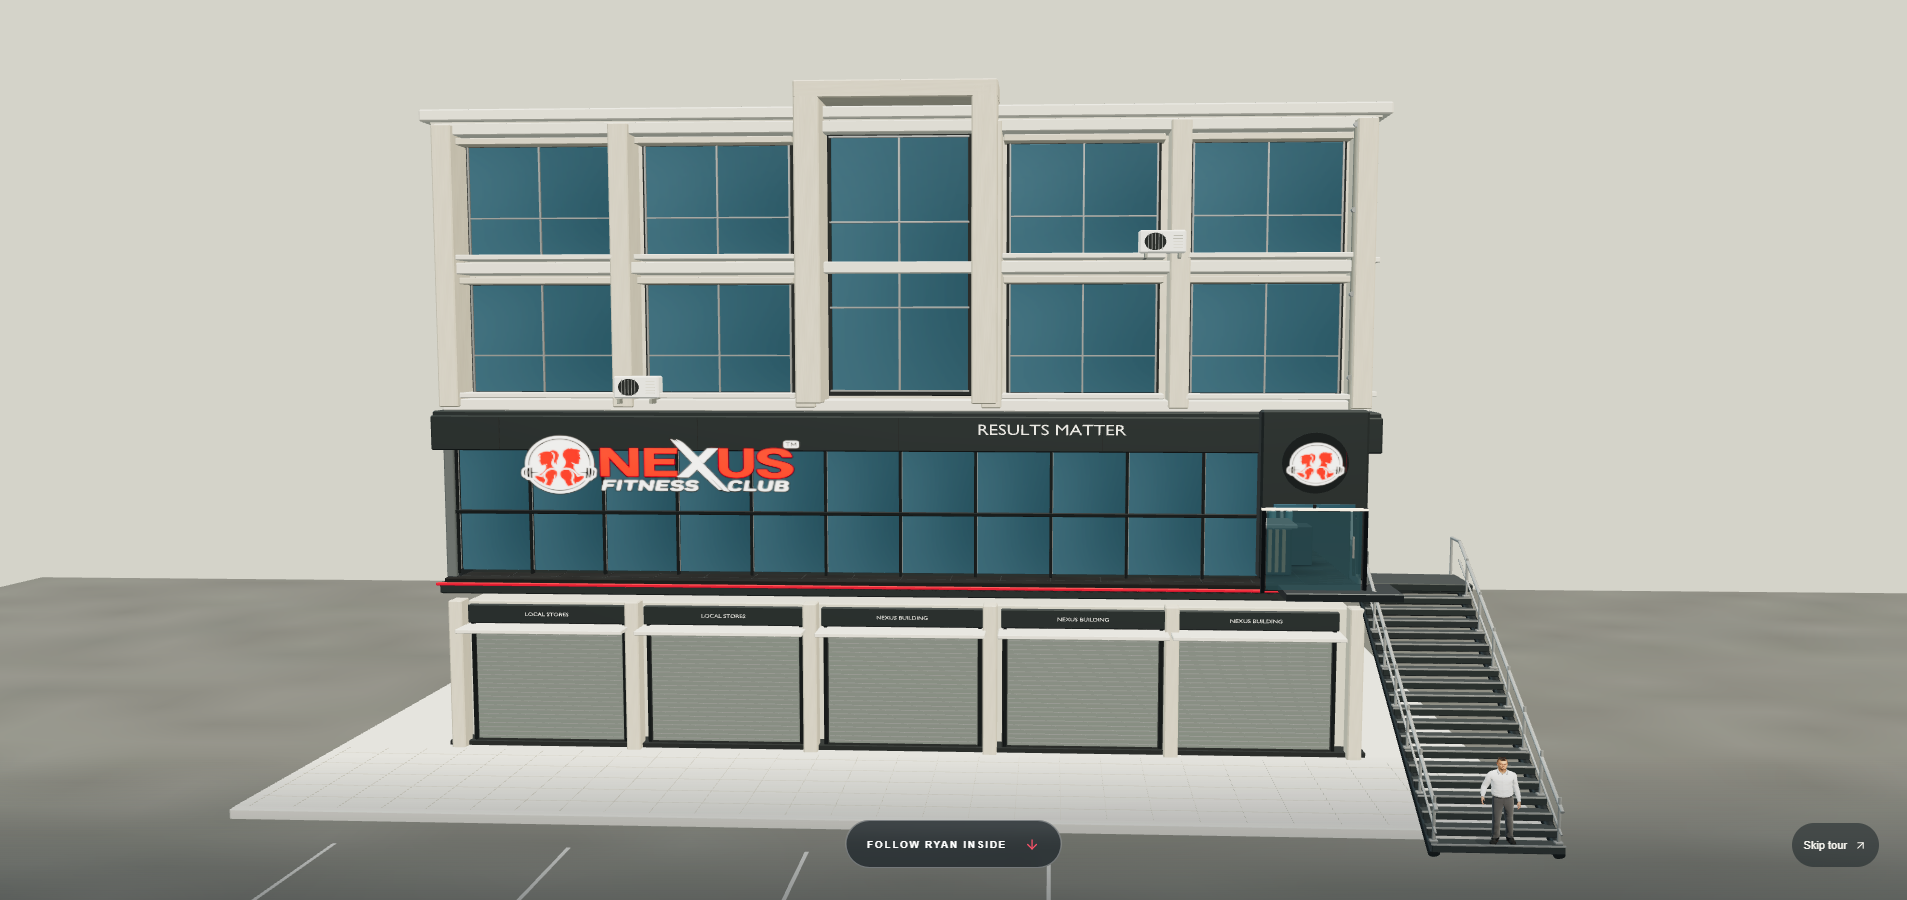 RESULTS MATTER
NEXUS TM
FITNESS CLUB
LOCAL STORES
LOCAL STORES
NEXUS BUILDING
NEXUS BUILDING
NEXUS BUILDING
FOLLOW RYAN INSIDE
Skip tour